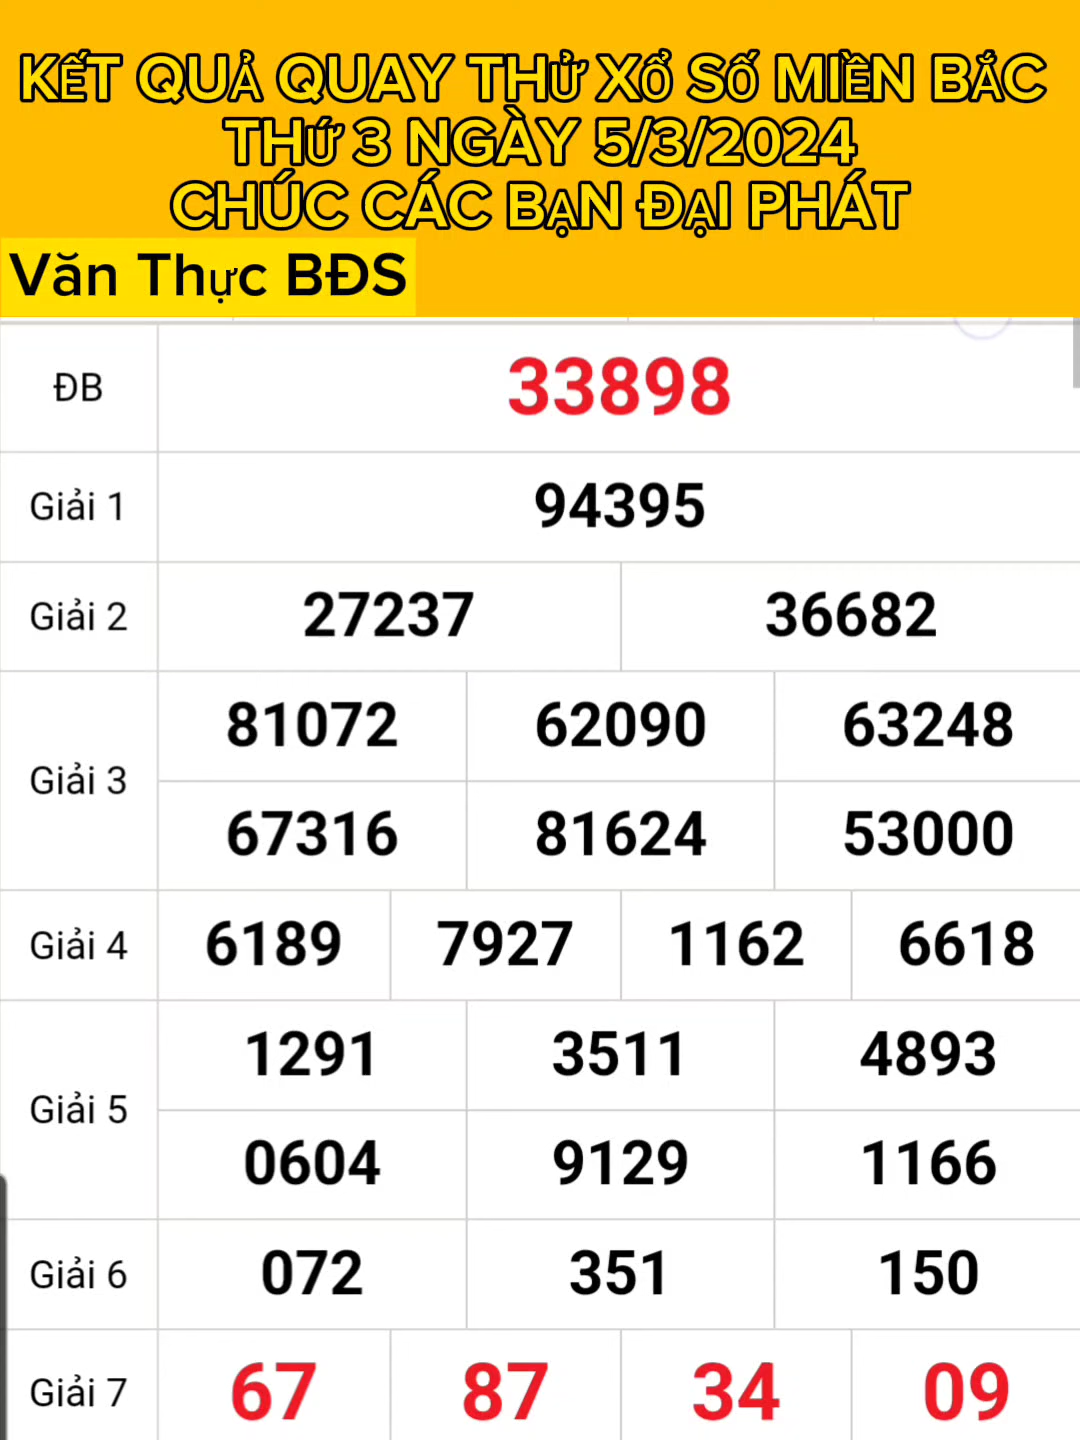 KẾT QUẢ QUAY THỬ XỔ SỐ MIỀN BẮC
THỨ 3 NGÀY 5/3/2024
CHÚC CÁC BẠN ĐẠI PHÁT
Văn Thực BĐS
ĐB 33898
Giải 1 94395
Giải 2 27237 36682
Giải 3
81072 62090 63248
67316 81624 53000
Giải 4 6189 7927 1162 6618
Giải 5
1291 3511 4893
0604 9129 1166
Giải 6 072 351 150
Giải 7 67 87 34 09